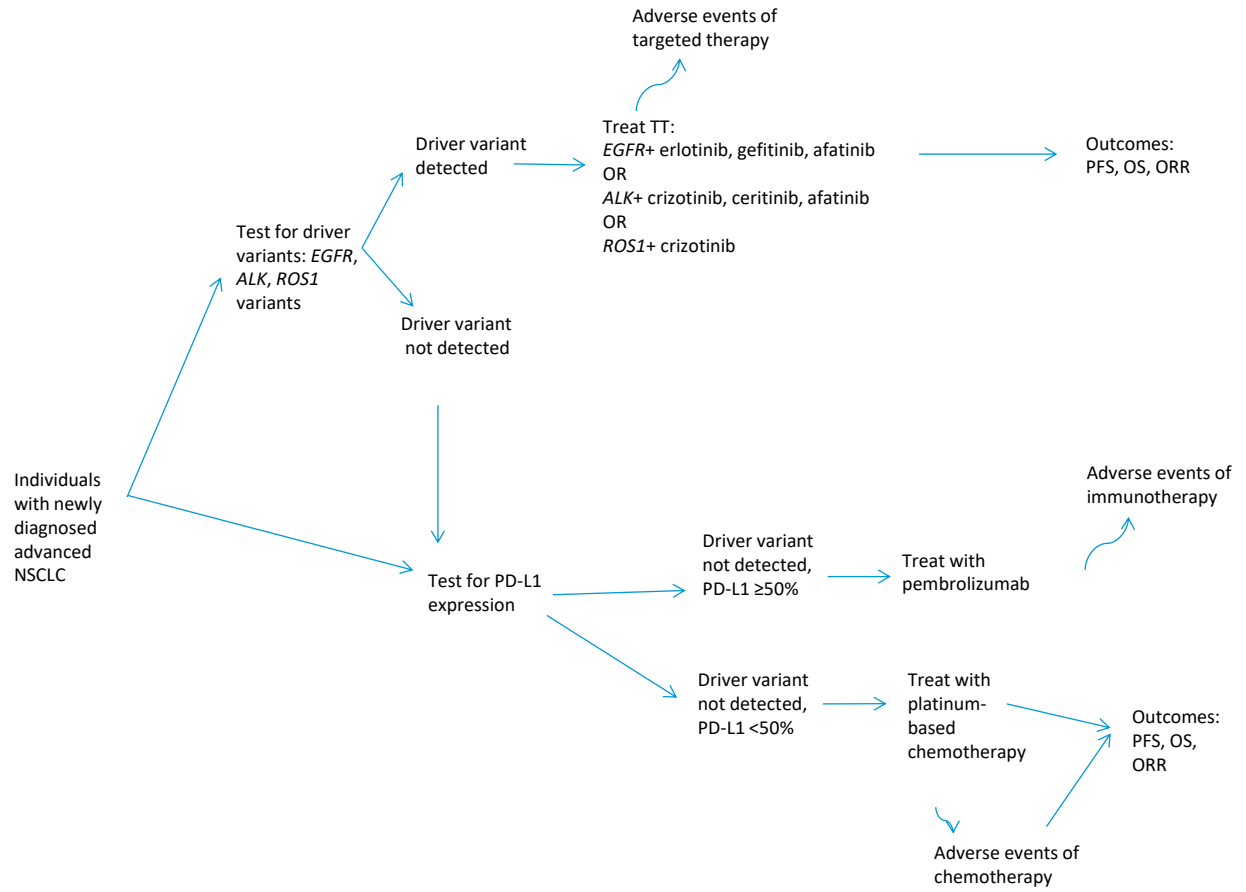 Adverse events of
targeted therapy
Driver variant
detected
Treat TT:
EGFR+ erlotinib, gefitinib, afatinib
OR
ALK+ crizotinib, ceritinib, afatinib
OR
ROS1+ crizotinib
Outcomes:
PFS, OS, ORR
Test for driver
variants: EGFR,
ALK, ROS1
variants
Driver variant
not detected
Individuals
with newly
diagnosed
advanced
NSCLC
Test for PD-L1
expression
Driver variant
not detected,
PD-L1 ≥50%
Treat with
pembrolizumab
Adverse events of
immunotherapy
Driver variant
not detected,
PD-L1 <50%
Treat with
platinum-
based
chemotherapy
Outcomes:
PFS, OS,
ORR
Adverse events of
chemotherapy